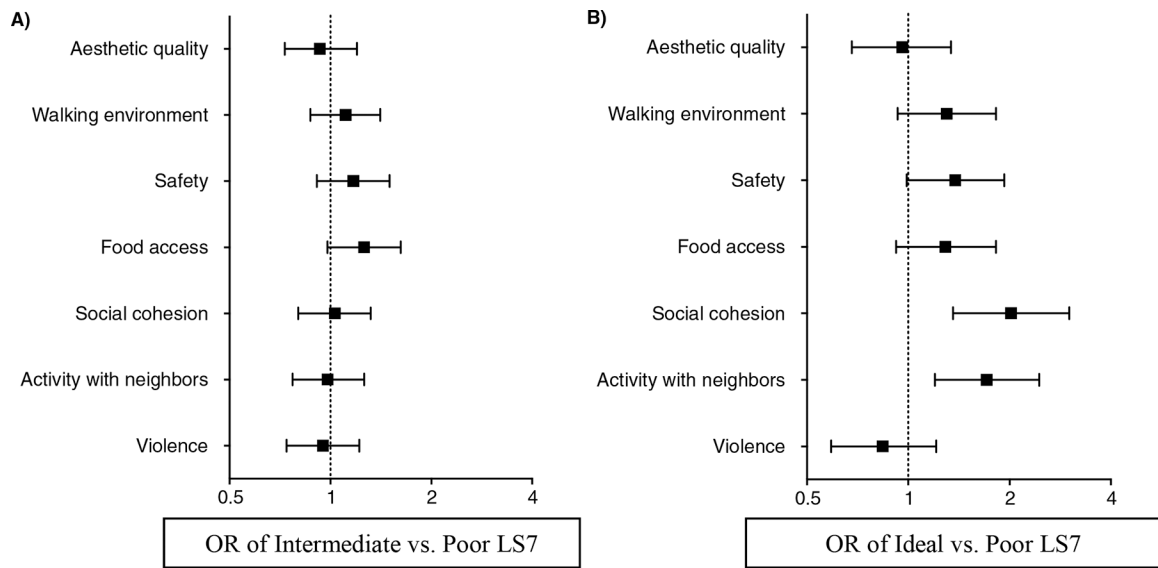 A)
Aesthetic quality
Walking environment
Safety
Food access
Social cohesion
Activity with neighbors
Violence
0.5 1 2 4
OR of Intermediate vs. Poor LS7
B)
Aesthetic quality
Walking environment
Safety
Food access
Social cohesion
Activity with neighbors
Violence
0.5 1 2 4
OR of Ideal vs. Poor LS7